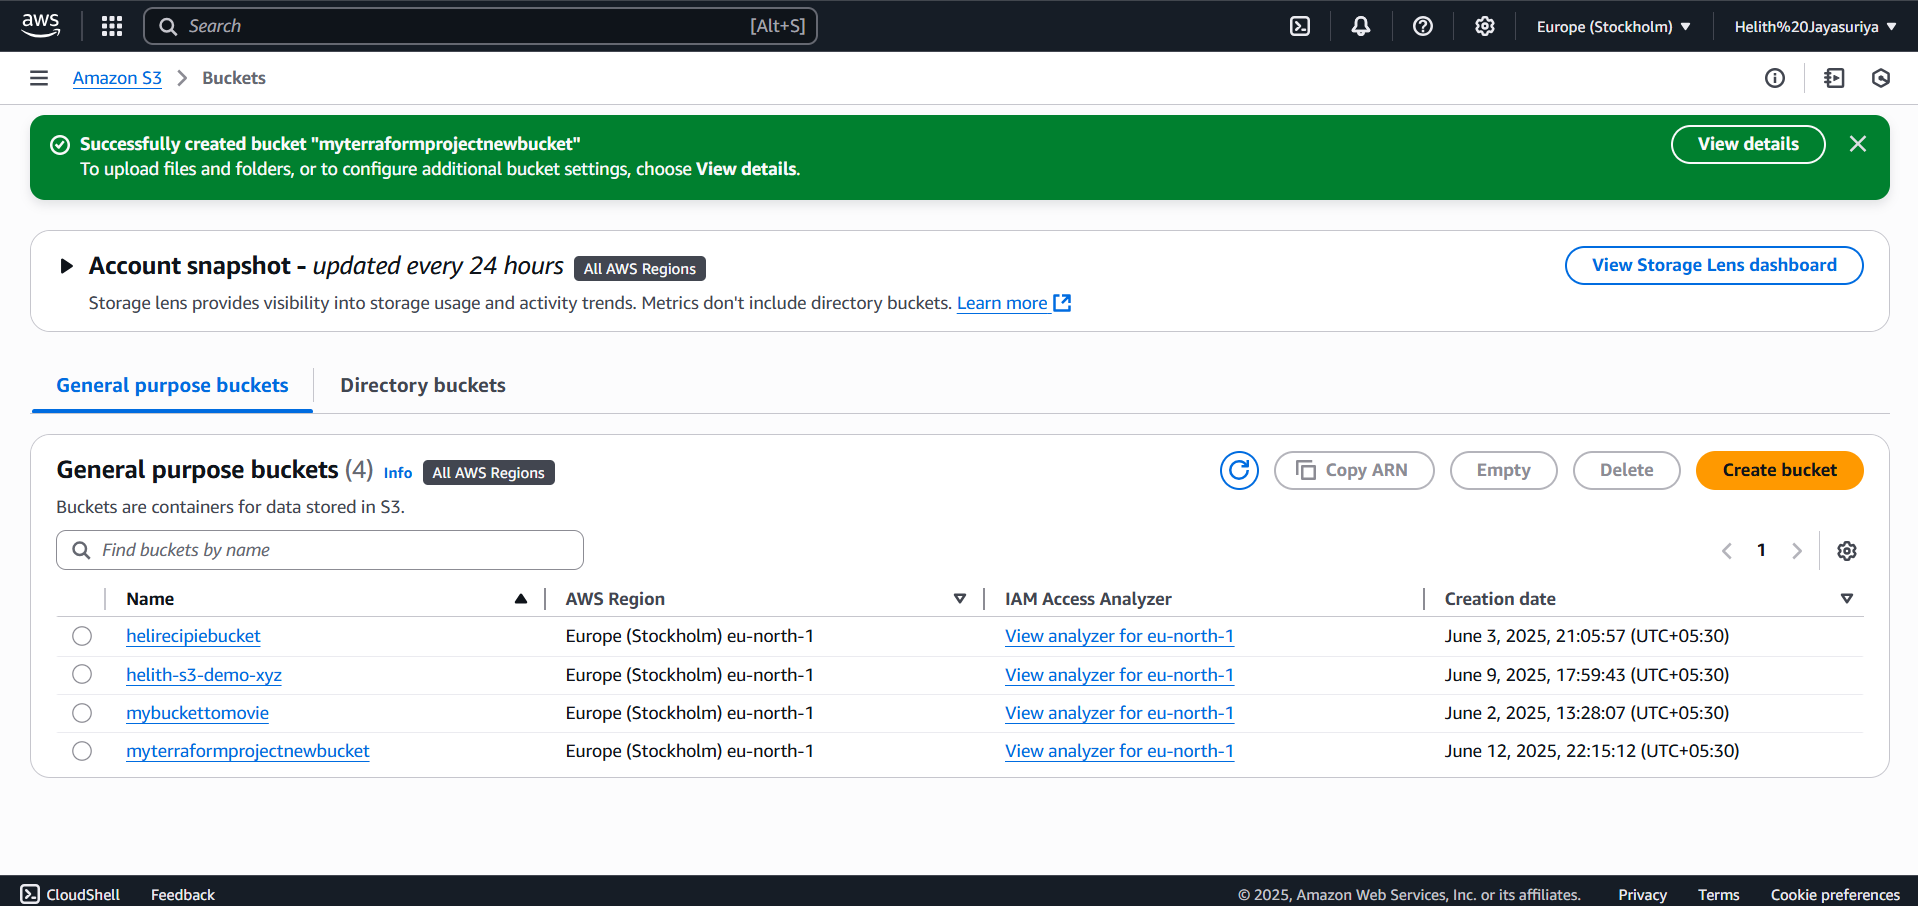 aws
Search [Alt+S]
Europe (Stockholm)
Helith%20Jayasuriya
Amazon S3
Buckets
Successfully created bucket "myterraformprojectnewbucket"
To upload files and folders, or to configure additional bucket settings, choose View details.
View details
Account snapshot - updated every 24 hours All AWS Regions
View Storage Lens dashboard
Storage lens provides visibility into storage usage and activity trends. Metrics don't include directory buckets. Learn more
General purpose buckets
Directory buckets
General purpose buckets (4) Info All AWS Regions
Copy ARN
Empty
Delete
Create bucket
Buckets are containers for data stored in S3.
Find buckets by name
1
Name AWS Region IAM Access Analyzer Creation date
helirecipiebucket Europe (Stockholm) eu-north-1 View analyzer for eu-north-1 June 3, 2025, 21:05:57 (UTC+05:30)
helith-s3-demo-xyz Europe (Stockholm) eu-north-1 View analyzer for eu-north-1 June 9, 2025, 17:59:43 (UTC+05:30)
mybuckettomovie Europe (Stockholm) eu-north-1 View analyzer for eu-north-1 June 2, 2025, 13:28:07 (UTC+05:30)
myterraformprojectnewbucket Europe (Stockholm) eu-north-1 View analyzer for eu-north-1 June 12, 2025, 22:15:12 (UTC+05:30)
CloudShell Feedback © 2025, Amazon Web Services, Inc. or its affiliates. Privacy Terms Cookie preferences